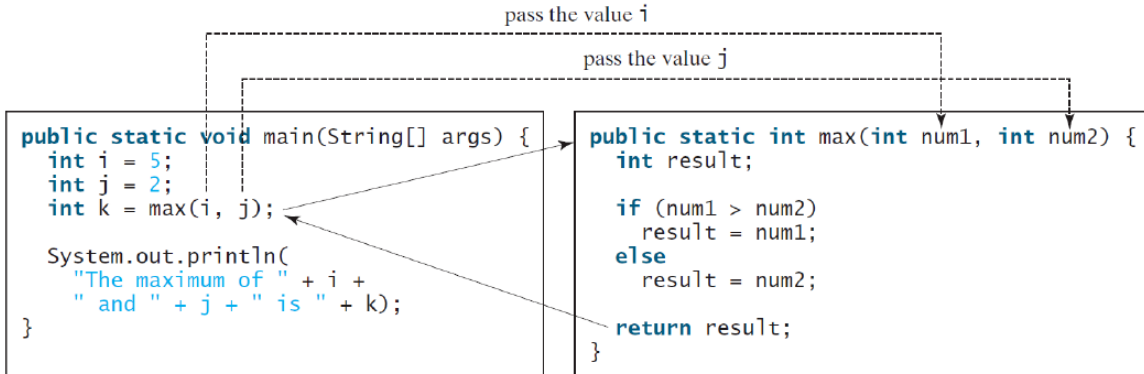 pass the value i
pass the value j
public static void main(String[] args) {
int i = 5;
int j = 2;
int k = max(i, j);
System.out.println(
"The maximum of " + i +
" and " + j + " is " + k);
}
public static int max(int num1, int num2) {
int result;
if (num1 > num2)
result = num1;
else
result = num2;
return result;
}